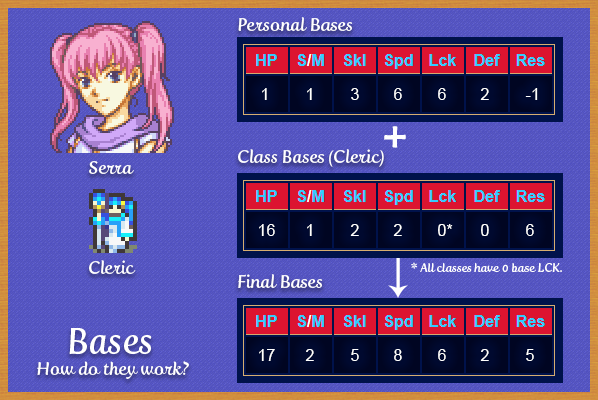 Personal Bases
HP S/M Skl Spd Lck Def Res
1 1 3 6 6 2 -1
Serra
+
Class Bases (Cleric)
HP S/M Skl Spd Lck Def Res
16 1 2 2 0* 0 6
Cleric
* All classes have 0 base LCK.
Final Bases
HP S/M Skl Spd Lck Def Res
17 2 5 8 6 2 5
Bases
How do they work?